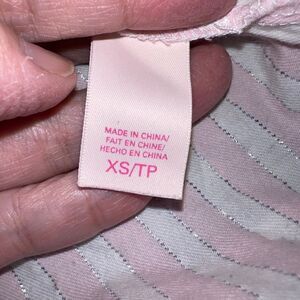 MADE IN CHINA/
FAIT EN CHINE/
HECHO EN CHINA
XS/TP